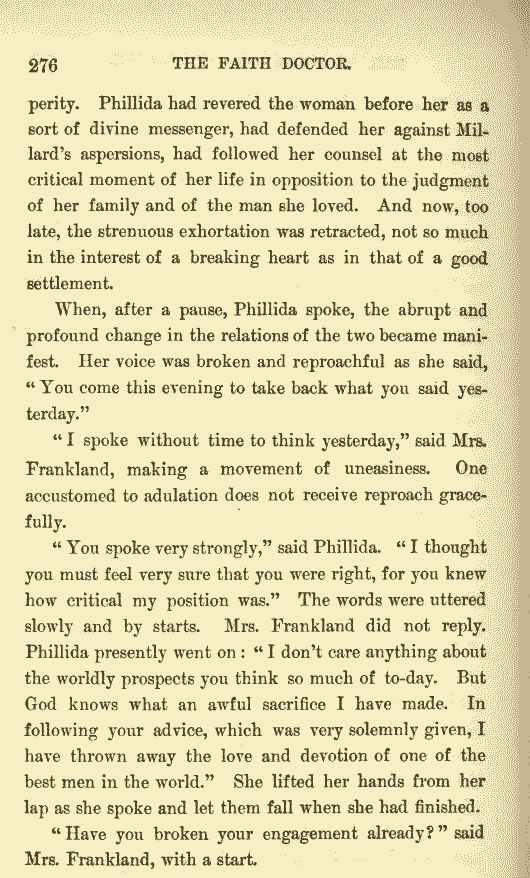 276 THE FAITH DOCTOR.
perity. Phillida had revered the woman before her as a
sort of divine messenger, had defended her against Mil-
lard's aspersions, had followed her counsel at the most
critical moment of her life in opposition to the judgment
of her family and of the man she loved. And now, too
late, the strenuous exhortation was retracted, not so much
in the interest of a breaking heart as in that of a good
settlement.
When, after a pause, Phillida spoke, the abrupt and
profound change in the relations of the two became mani-
fest. Her voice was broken and reproachful as she said,
"You come this evening to take back what you said yes-
terday."
"I spoke without time to think yesterday," said Mrs.
Frankland, making a movement of uneasiness. One
accustomed to adulation does not receive reproach grace-
fully.
"You spoke very strongly," said Phillida. "I thought
you must feel very sure that you were right, for you knew
how critical my position was." The words were uttered
slowly and by starts. Mrs. Frankland did not reply.
Phillida presently went on: "I don't care anything about
the worldly prospects you think so much of to-day. But
God knows what an awful sacrifice I have made. In
following your advice, which was very solemnly given, I
have thrown away the love and devotion of one of the
best men in the world." She lifted her hands from her
lap as she spoke and let them fall when she had finished.
"Have you broken your engagement already?" said
Mrs. Frankland, with a start.